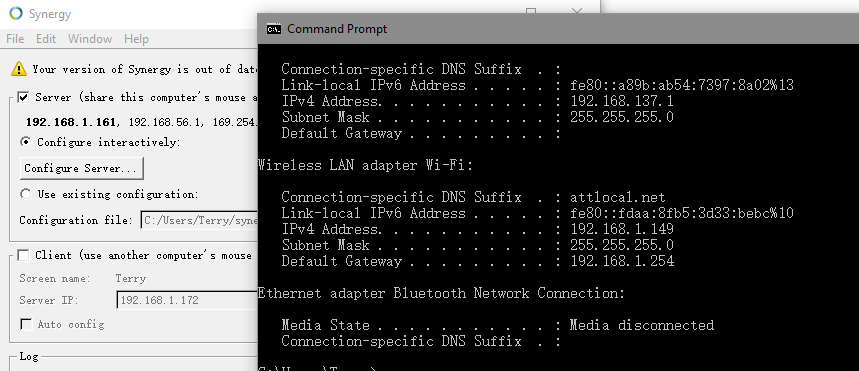 Synergy
File Edit Window Help
Your version of Synergy is out of date
Server (share this computer's mouse a
192.168.1.161, 192.168.56.1, 169.254.
Configure interactively:
Configure Server...
Use existing configuration:
Configuration file: C:/Users/Terry/syne
Client (use another computer's mouse
Screen name: Terry
Server IP: 192.168.1.172
Auto config
Log
Command Prompt
Connection-specific DNS Suffix . :
Link-local IPv6 Address . . . . . : fe80::a89b:ab54:7397:8a02%13
IPv4 Address. . . . . . . . . . . : 192.168.137.1
Subnet Mask . . . . . . . . . . . : 255.255.255.0
Default Gateway . . . . . . . . . :
Wireless LAN adapter Wi-Fi:
Connection-specific DNS Suffix . : attlocal.net
Link-local IPv6 Address . . . . . : fe80::fdaa:8fb5:3d33:bebc%10
IPv4 Address. . . . . . . . . . . : 192.168.1.149
Subnet Mask . . . . . . . . . . . : 255.255.255.0
Default Gateway . . . . . . . . . : 192.168.1.254
Ethernet adapter Bluetooth Network Connection:
Media State . . . . . . . . . . . : Media disconnected
Connection-specific DNS Suffix . :